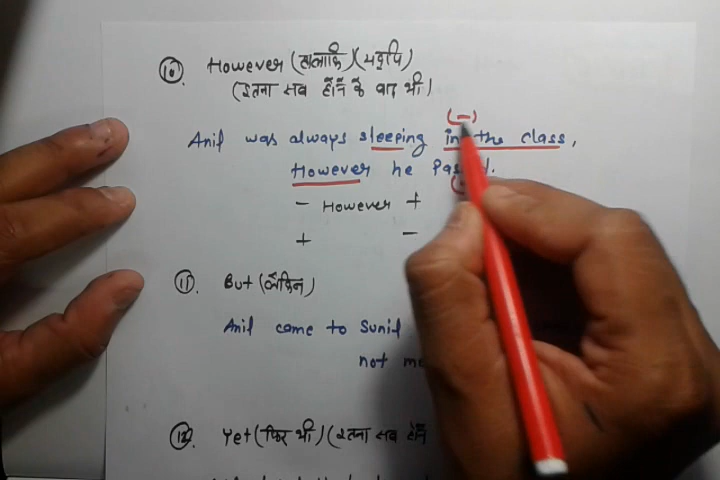 10. However (हालांकि) (यद्यपि)
(इतना सब होने के बाद भी)
(-)
Anil was always sleeping in the class,
However he
- However +
+ -
11. But (लेकिन)
Anil came to Sunil
not
12. Yet (फिर भी) (इतना सब होने